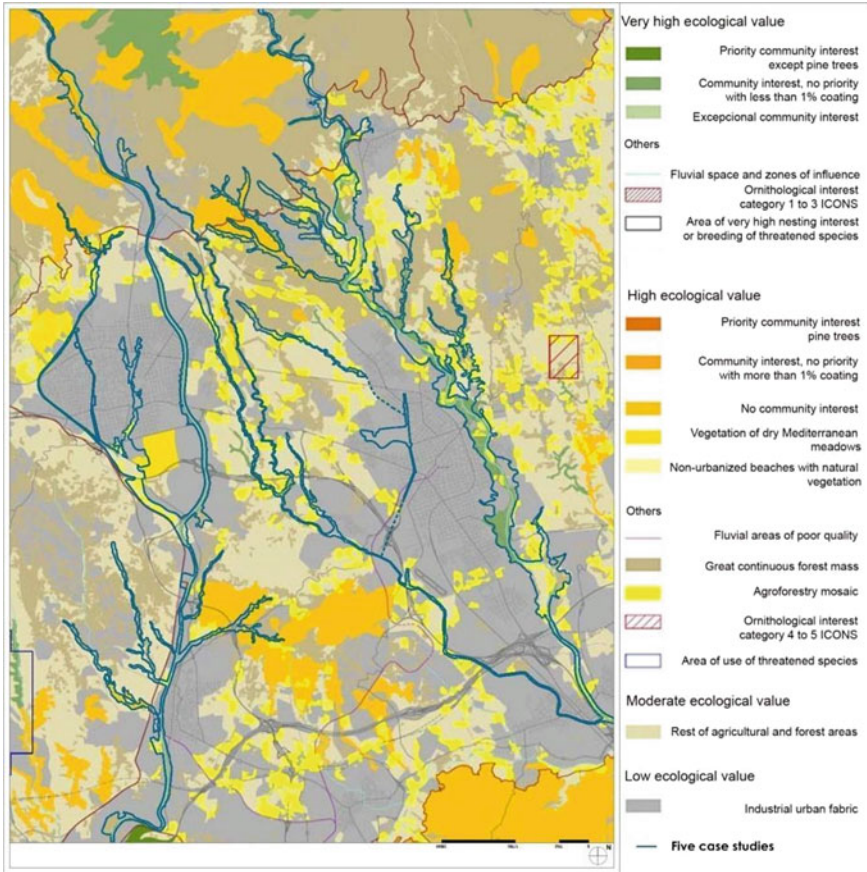 Very high ecological value
Priority community interest
except pine trees
Community interest, no priority
with less than 1% coating
Excepcional community interest
Others
Fluvial space and zones of influence
Ornithological interest
category 1 to 3 ICONS
Area of very high nesting interest
or breeding of threatened species
High ecological value
Priority community interest
pine trees
Community interest, no priority
with more than 1% coating
No community interest
Vegetation of dry Mediterranean
meadows
Non-urbanized beaches with natural
vegetation
Others
Fluvial areas of poor quality
Great continuous forest mass
Agroforestry mosaic
Ornithological interest
category 4 to 5 ICONS
Area of use of threatened species
Moderate ecological value
Rest of agricultural and forest areas
Low ecological value
Industrial urban fabric
Five case studies
N